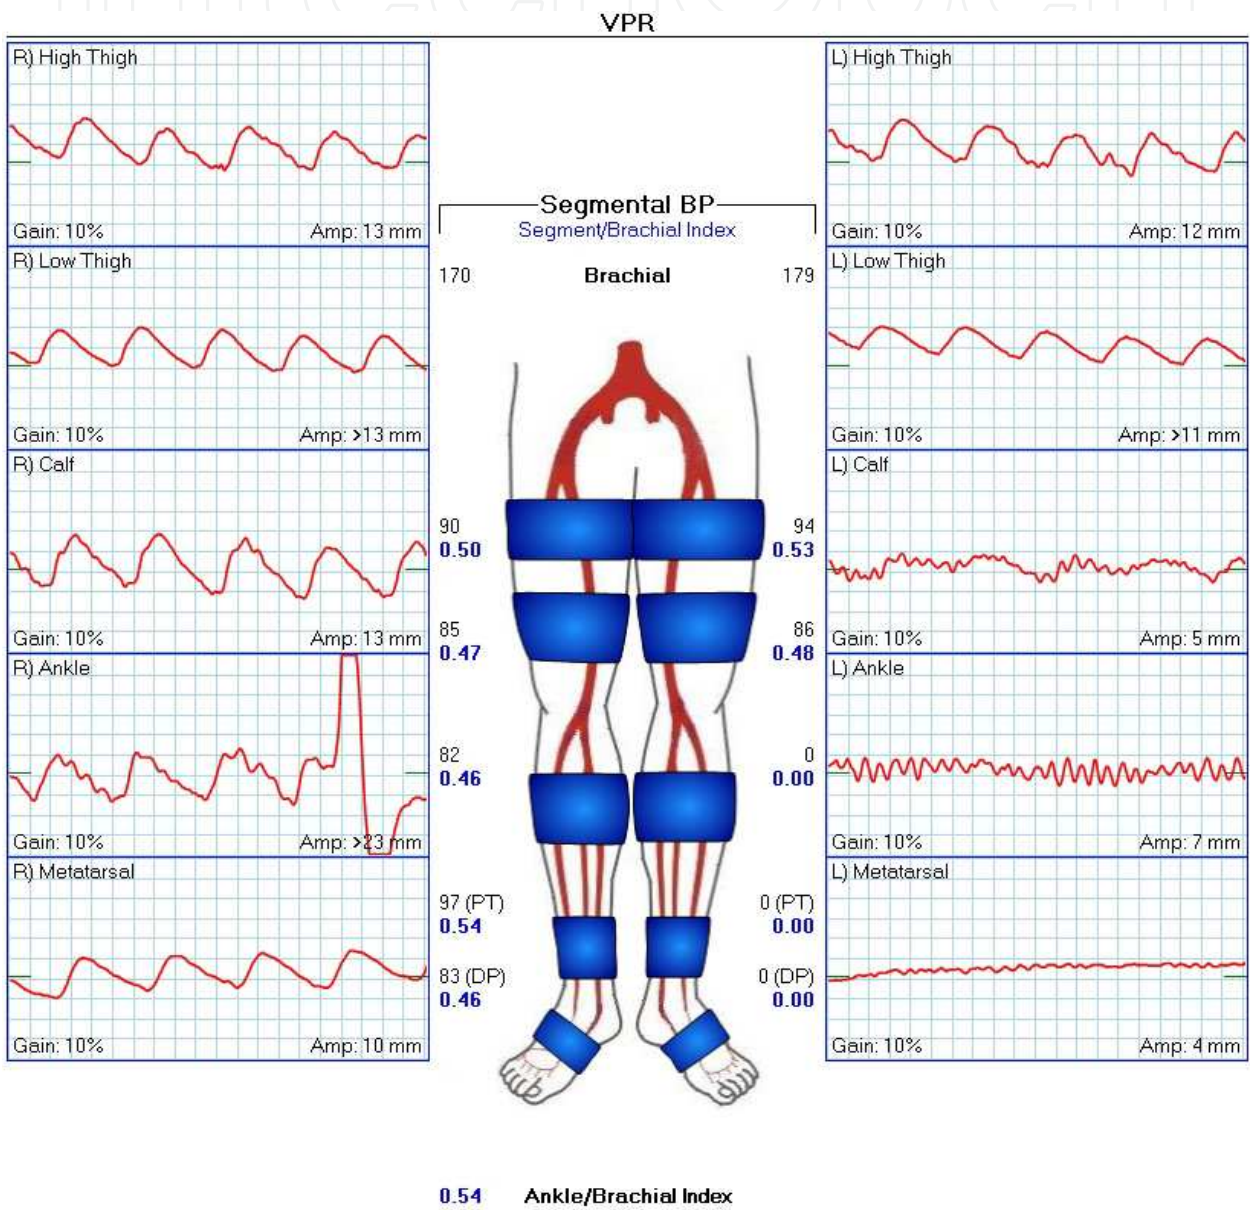 VPR
R) High Thigh
Gain: 10% Amp: 13 mm
R) Low Thigh
Gain: 10% Amp: >13 mm
R) Calf
Gain: 10% Amp: 13 mm
R) Ankle
Gain: 10% Amp: >23 mm
R) Metatarsal
Gain: 10% Amp: 10 mm
Segmental BP
Segment/Brachial Index
170 Brachial 179
90 94
0.50 0.53
85 86
0.47 0.48
82 0
0.46 0.00
97 (PT) 0 (PT)
0.54 0.00
83 (DP) 0 (DP)
0.46 0.00
0.54 Ankle/Brachial Index
L) High Thigh
Gain: 10% Amp: 12 mm
L) Low Thigh
Gain: 10% Amp: >11 mm
L) Calf
Gain: 10% Amp: 5 mm
L) Ankle
Gain: 10% Amp: 7 mm
L) Metatarsal
Gain: 10% Amp: 4 mm